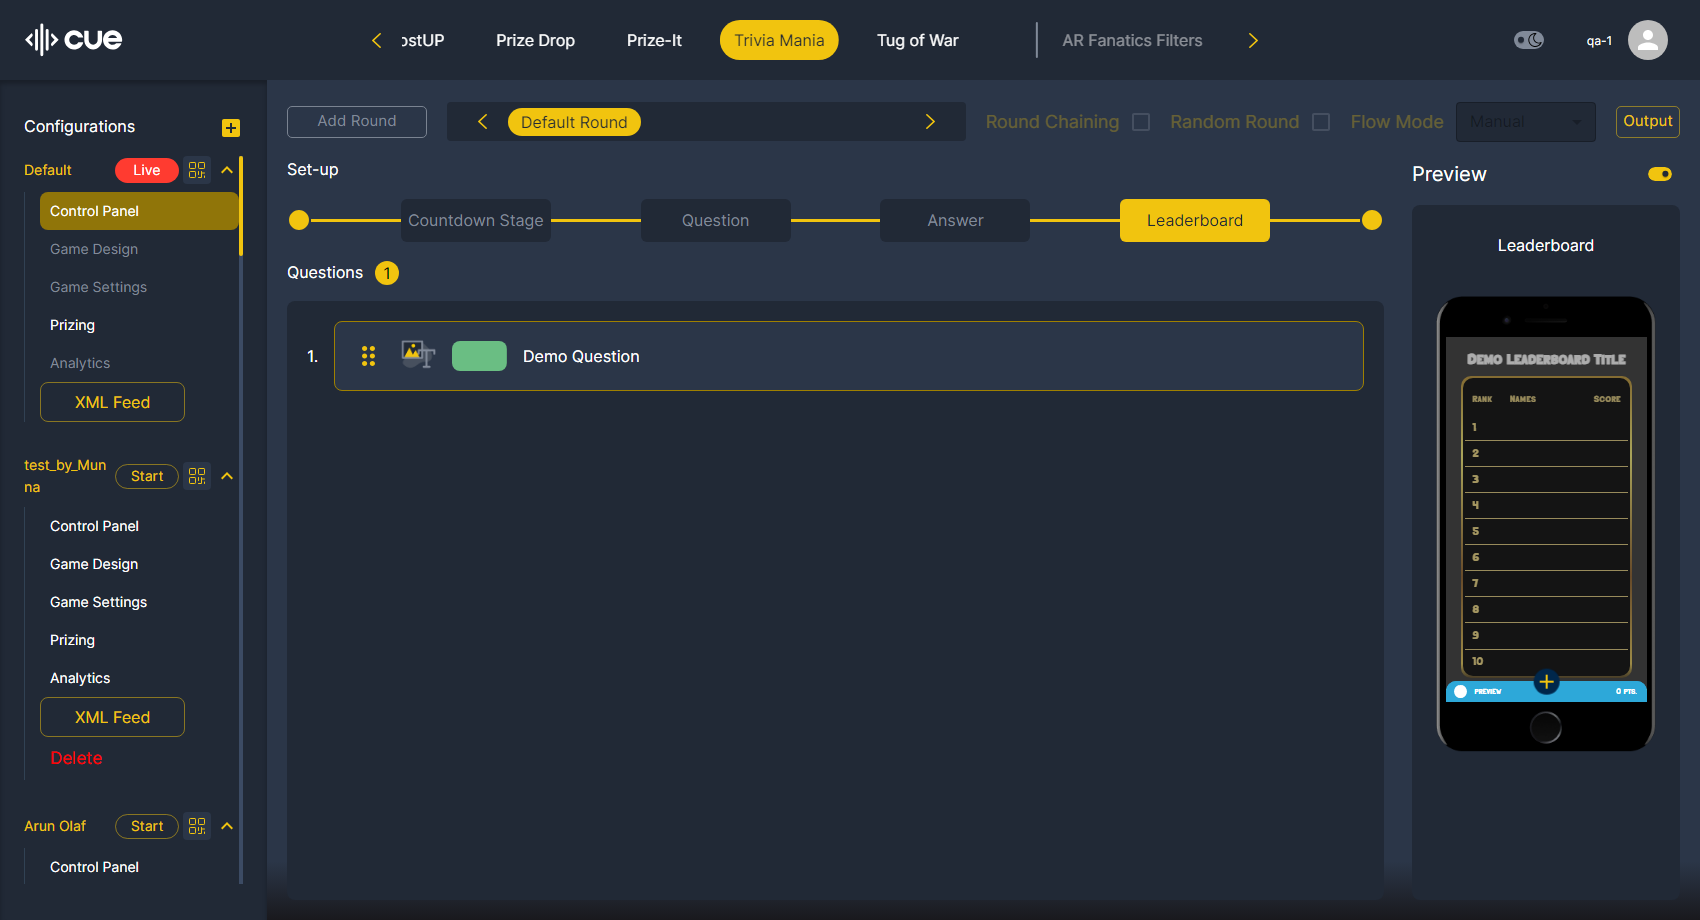 cue
ostUP
Prize Drop
Prize-It
Trivia Mania
Tug of War
AR Fanatics Filters
qa-1
Configurations
Default
Live
Control Panel
Game Design
Game Settings
Prizing
Analytics
XML Feed
test_by_Mun
na
Start
Control Panel
Game Design
Game Settings
Prizing
Analytics
XML Feed
Delete
Arun Olaf
Start
Control Panel
Add Round
Default Round
Round Chaining
Random Round
Flow Mode
Manual
Output
Set-up
Countdown Stage
Question
Answer
Leaderboard
Questions 1
1.
Demo Question
Preview
Leaderboard
Demo Leaderboard Title
Rank Names Score
1
2
3
4
5
6
7
8
9
10
PREVIEW
0 PTS.